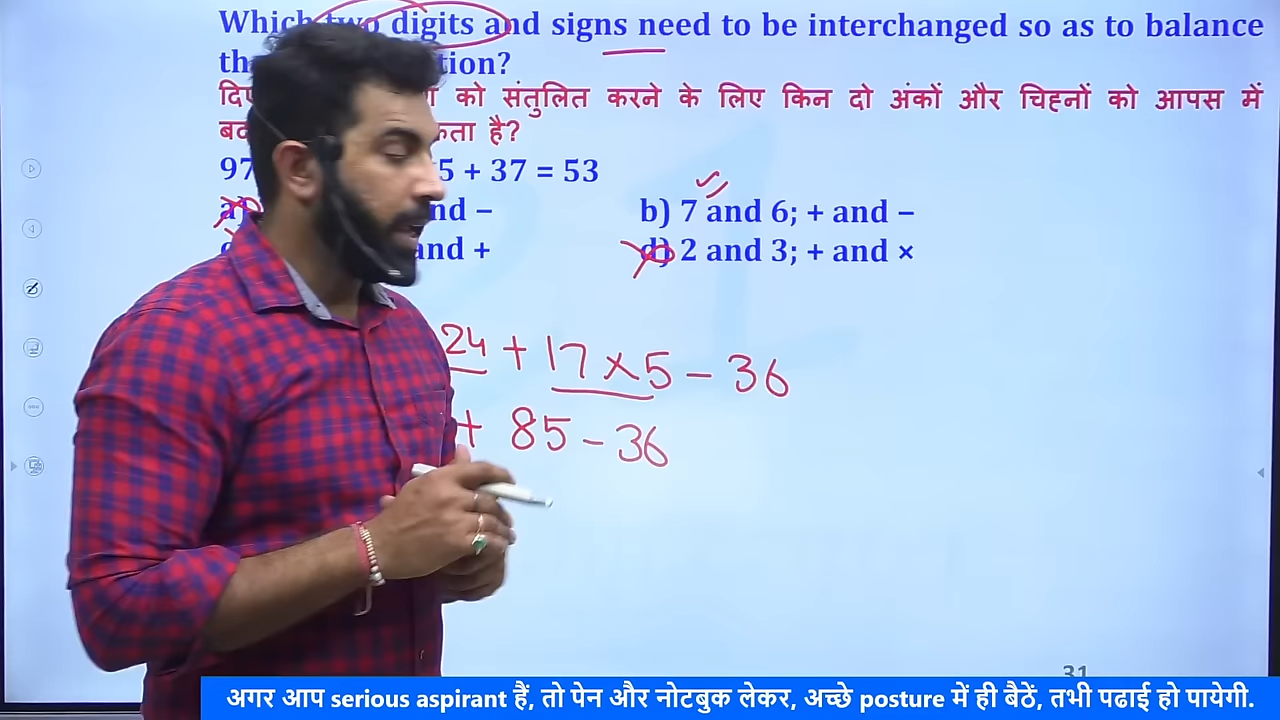 Which two digits and signs need to be interchanged so as to balance
tion?
को संतुलित करने के लिए किन दो अंकों और चिह्नों को आपस में
है?
97 5 + 37 = 53
a) nd −
b) 7 and 6; + and −
and +
d) 2 and 3; + and ×
24 + 17 × 5 − 36
+ 85 − 36
31
अगर आप serious aspirant हैं, तो पेन और नोटबुक लेकर, अच्छे posture में ही बैठें, तभी पढाई हो पायेगी.